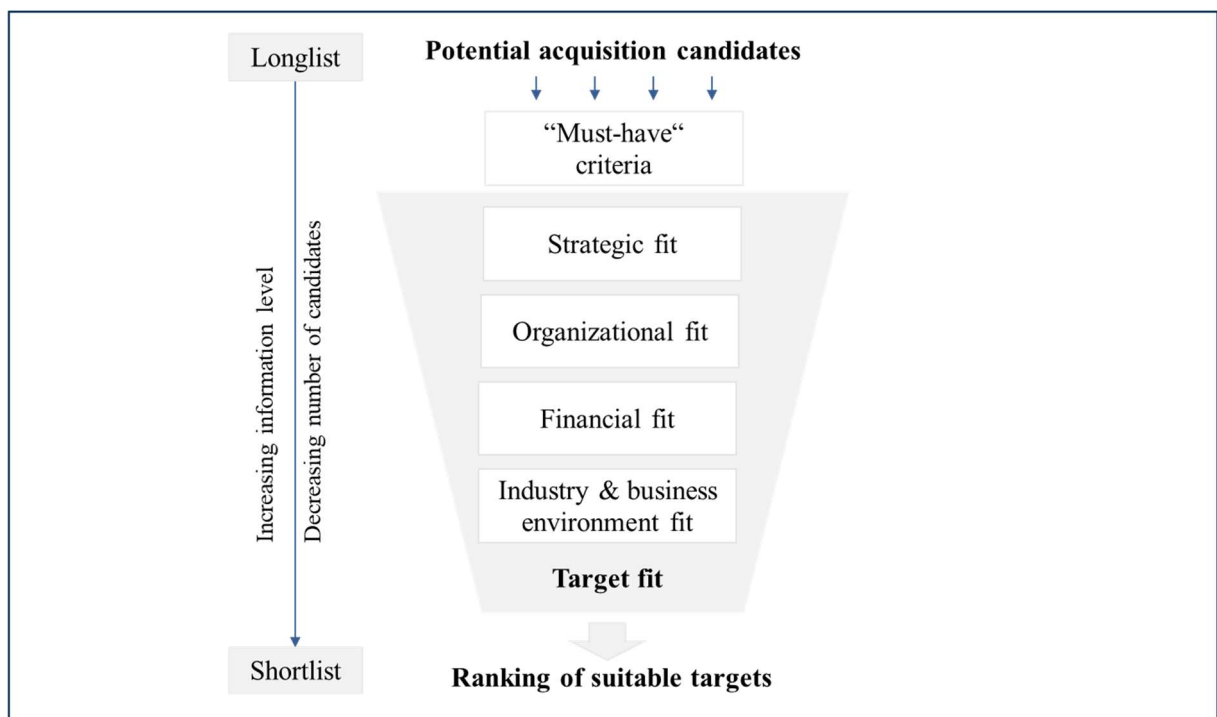 Longlist
Potential acquisition candidates
“Must-have“
criteria
Strategic fit
Organizational fit
Financial fit
Industry & business
environment fit
Target fit
Increasing information level
Decreasing number of candidates
Shortlist
Ranking of suitable targets